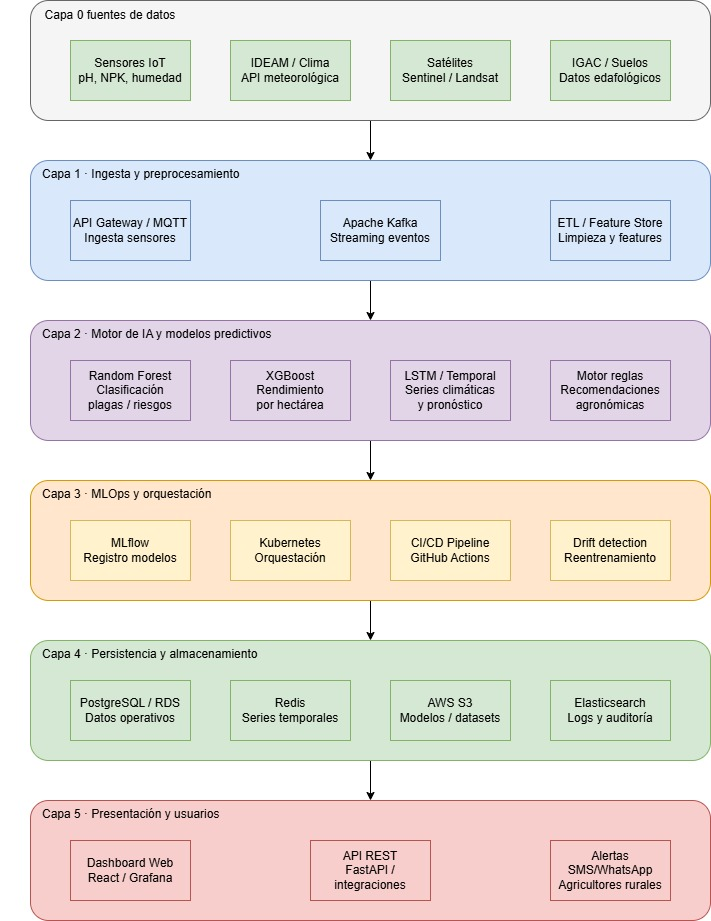 Capa 0 fuentes de datos
Sensores IoT
pH, NPK, humedad
IDEAM / Clima
API meteorológica
Satélites
Sentinel / Landsat
IGAC / Suelos
Datos edafológicos
Capa 1 · Ingesta y preprocesamiento
API Gateway / MQTT
Ingesta sensores
Apache Kafka
Streaming eventos
ETL / Feature Store
Limpieza y features
Capa 2 · Motor de IA y modelos predictivos
Random Forest
Clasificación
plagas / riesgos
XGBoost
Rendimiento
por hectárea
LSTM / Temporal
Series climáticas
y pronóstico
Motor reglas
Recomendaciones
agronómicas
Capa 3 · MLOps y orquestación
MLflow
Registro modelos
Kubernetes
Orquestación
CI/CD Pipeline
GitHub Actions
Drift detection
Reentrenamiento
Capa 4 · Persistencia y almacenamiento
PostgreSQL / RDS
Datos operativos
Redis
Series temporales
AWS S3
Modelos / datasets
Elasticsearch
Logs y auditoría
Capa 5 · Presentación y usuarios
Dashboard Web
React / Grafana
API REST
FastAPI /
integraciones
Alertas
SMS/WhatsApp
Agricultores rurales